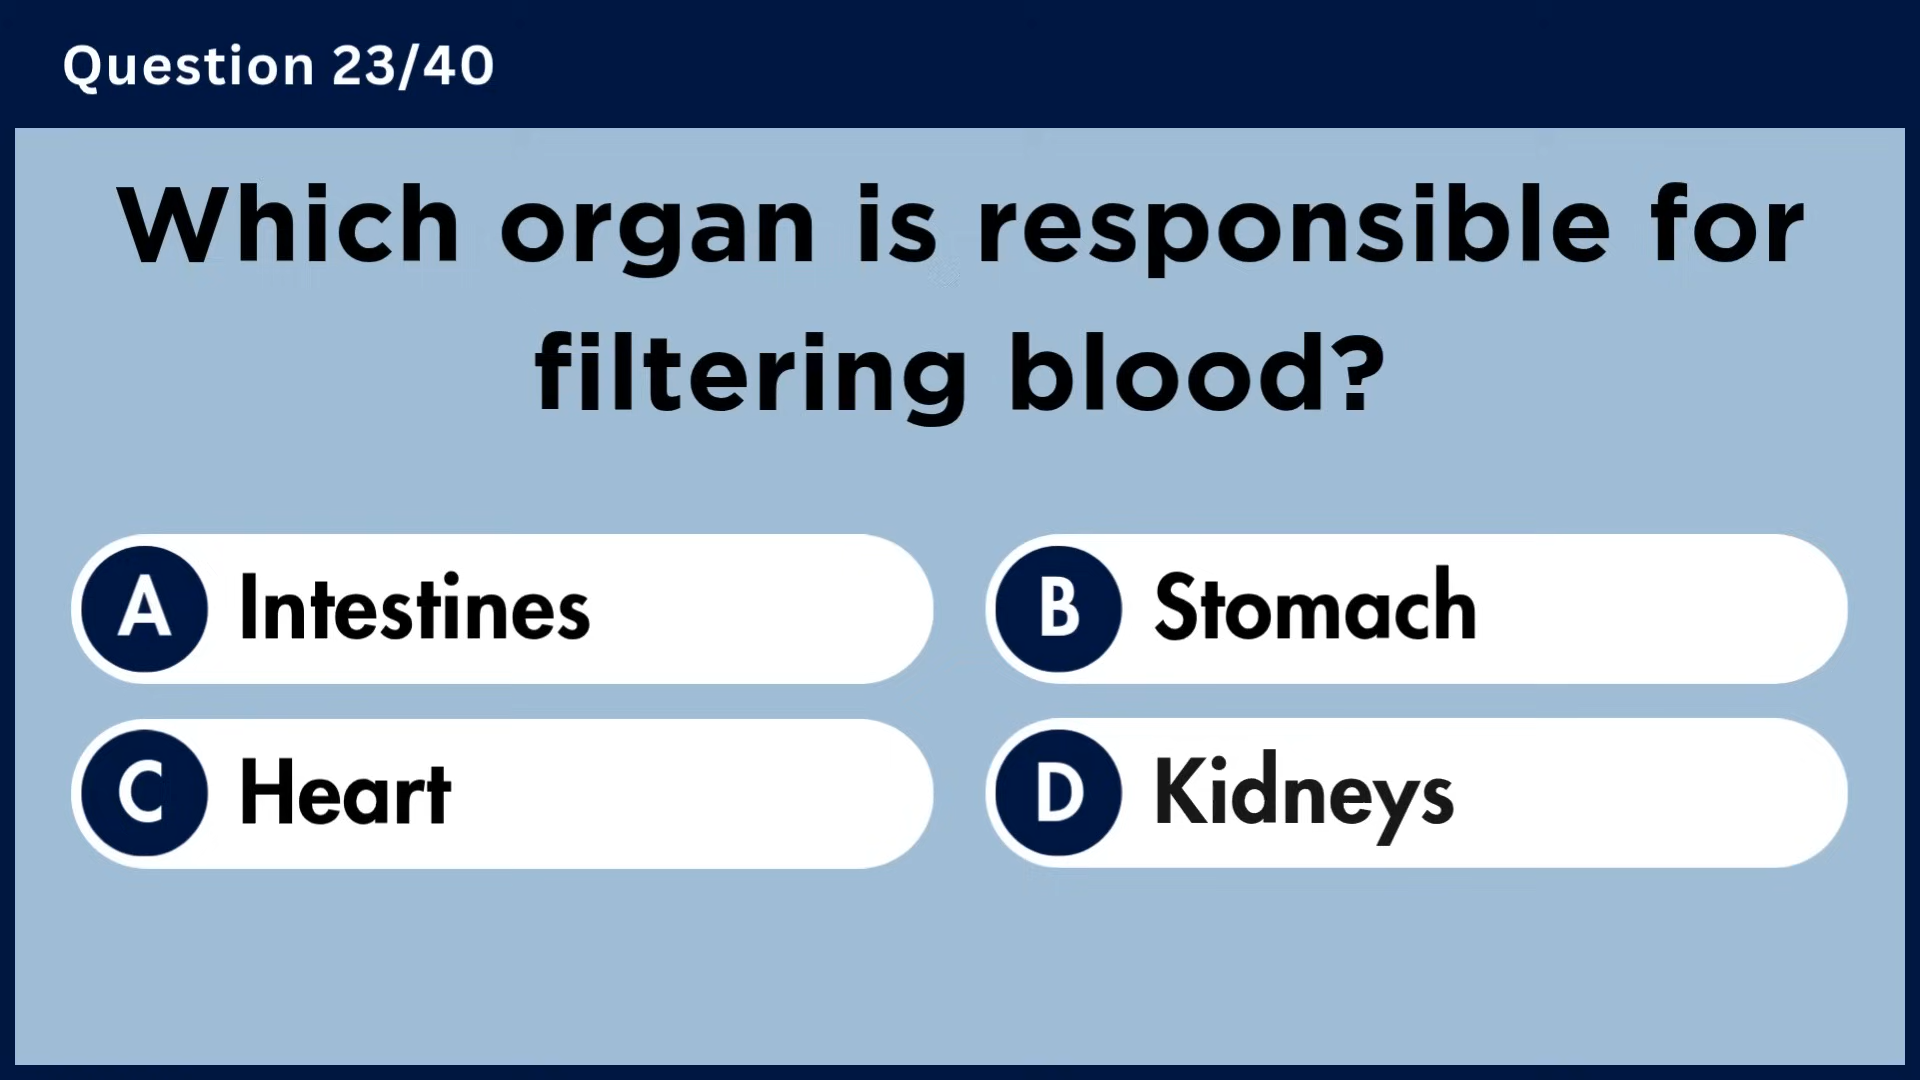 Question 23/40
Which organ is responsible for
filtering blood?
A Intestines
B Stomach
C Heart
D Kidneys